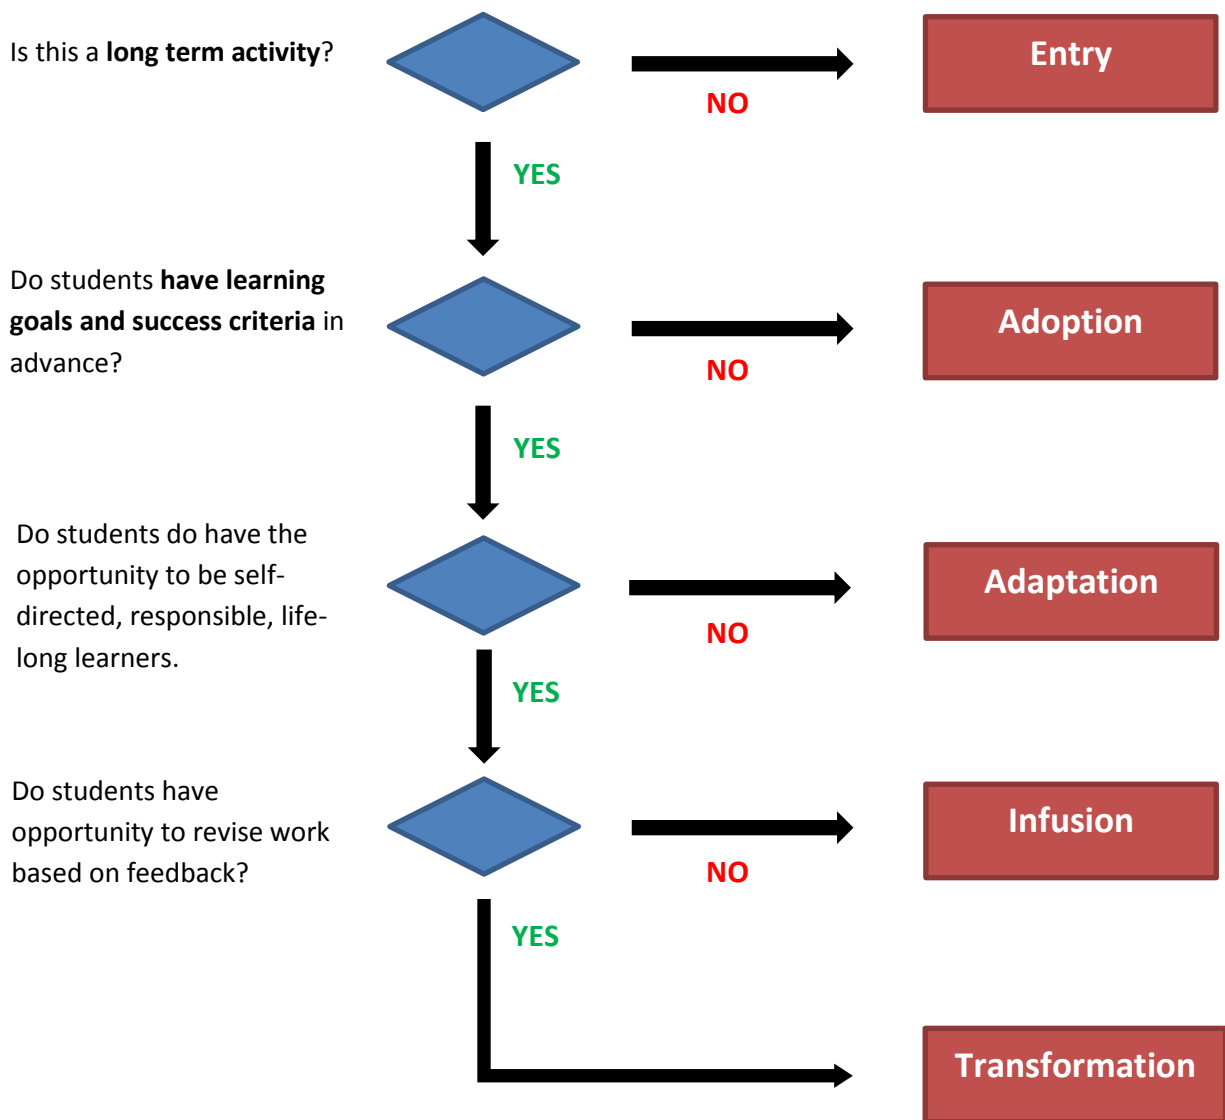 Is this a long term activity?
Entry
NO
YES
Do students have learning
goals and success criteria in
advance?
Adoption
NO
YES
Do students do have the
opportunity to be self-
directed, responsible, life-
long learners.
Adaptation
NO
YES
Do students have
opportunity to revise work
based on feedback?
Infusion
NO
YES
Transformation